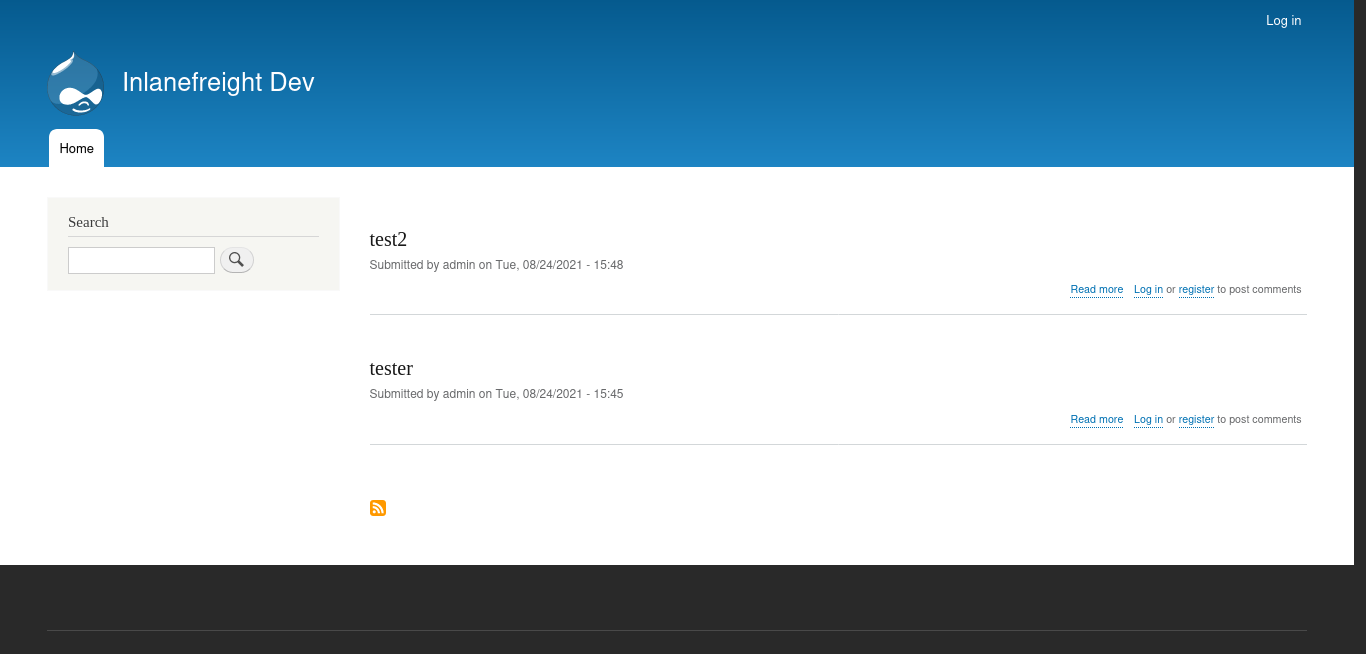 Log in
Inlanefreight Dev
Home
Search
test2
Submitted by admin on Tue, 08/24/2021 - 15:48
Read more Log in or register to post comments
tester
Submitted by admin on Tue, 08/24/2021 - 15:45
Read more Log in or register to post comments